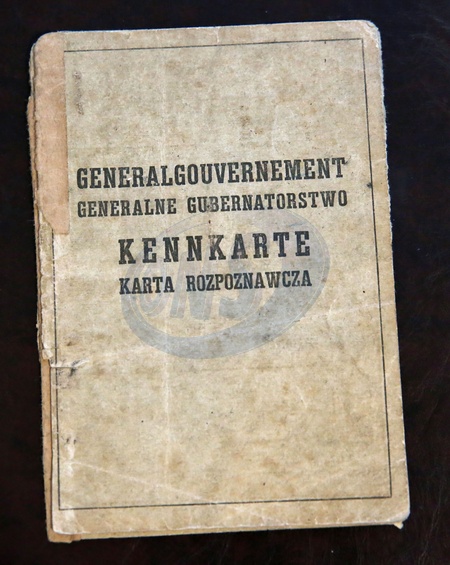 GENERALGOUVERNEMENT
GENERALNE GUBERNATORSTWO
KENNKARTE
KARTA ROZPOZNAWCZA